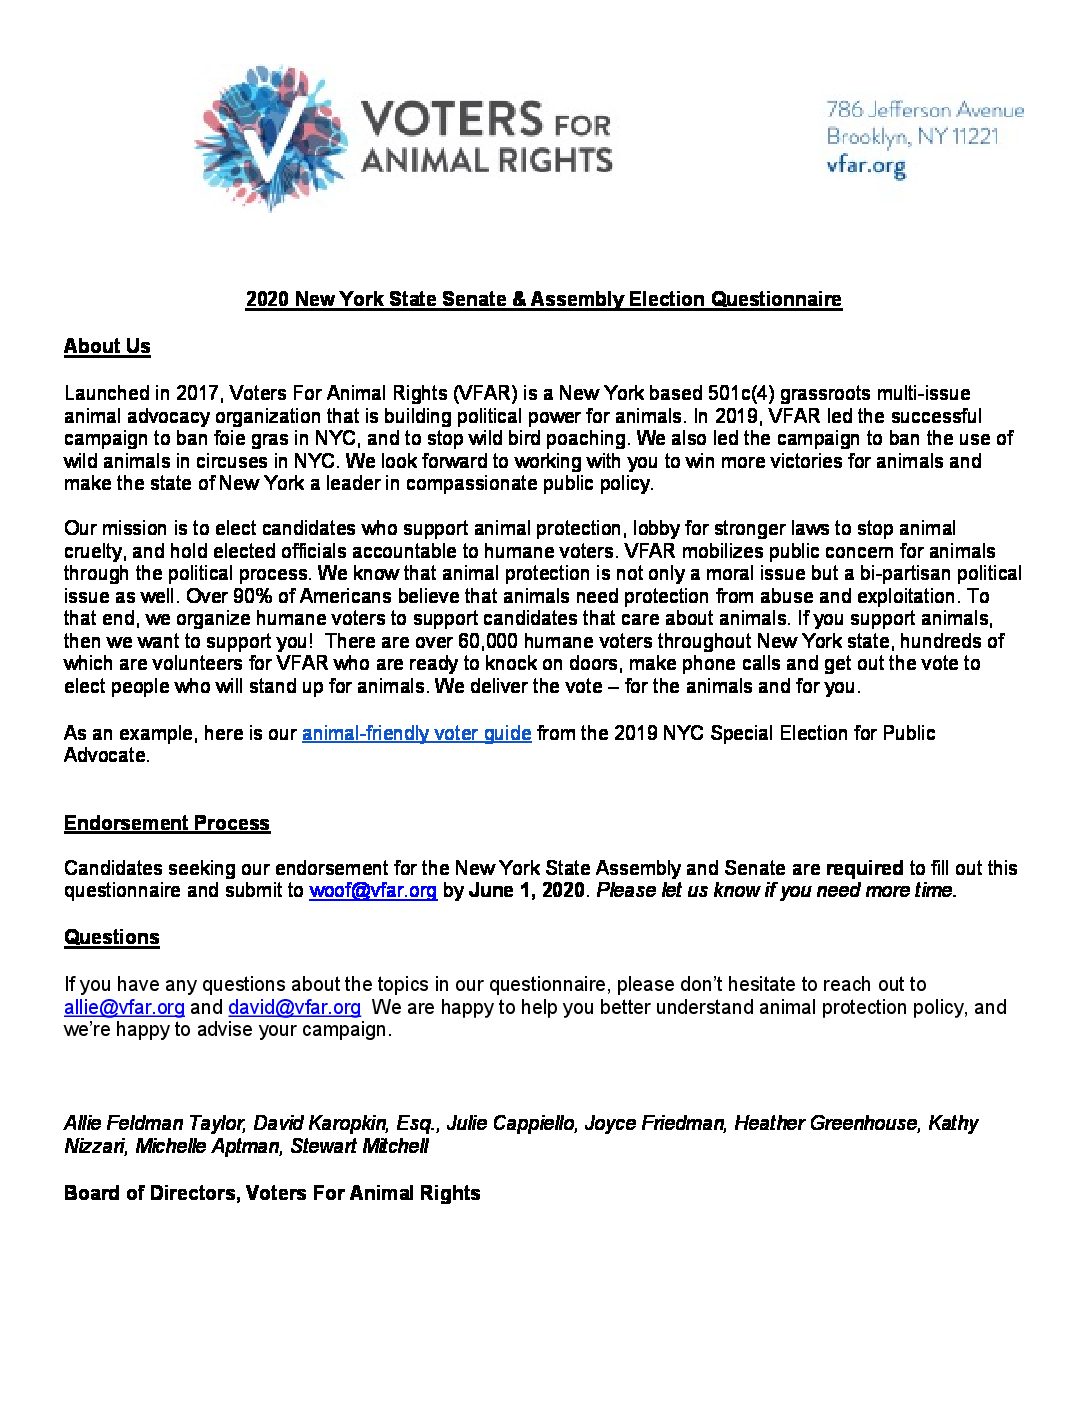 VOTERS FOR
ANIMAL RIGHTS
786 Jefferson Avenue
Brooklyn, NY 11221
vfar.org
2020 New York State Senate & Assembly Election Questionnaire
About Us
Launched in 2017, Voters For Animal Rights (VFAR) is a New York based 501c(4) grassroots multi-issue
animal advocacy organization that is building political power for animals. In 2019, VFAR led the successful
campaign to ban foie gras in NYC, and to stop wild bird poaching. We also led the campaign to ban the use of
wild animals in circuses in NYC. We look forward to working with you to win more victories for animals and
make the state of New York a leader in compassionate public policy.
Our mission is to elect candidates who support animal protection, lobby for stronger laws to stop animal
cruelty, and hold elected officials accountable to humane voters. VFAR mobilizes public concern for animals
through the political process. We know that animal protection is not only a moral issue but a bi-partisan political
issue as well. Over 90% of Americans believe that animals need protection from abuse and exploitation. To
that end, we organize humane voters to support candidates that care about animals. If you support animals,
then we want to support you!  There are over 60,000 humane voters throughout New York state, hundreds of
which are volunteers for VFAR who are ready to knock on doors, make phone calls and get out the vote to
elect people who will stand up for animals. We deliver the vote – for the animals and for you.
As an example, here is our animal-friendly voter guide from the 2019 NYC Special Election for Public
Advocate.
Endorsement Process
Candidates seeking our endorsement for the New York State Assembly and Senate are required to fill out this
questionnaire and submit to woof@vfar.org by June 1, 2020. Please let us know if you need more time.
Questions
If you have any questions about the topics in our questionnaire, please don’t hesitate to reach out to
allie@vfar.org and david@vfar.org  We are happy to help you better understand animal protection policy, and
we’re happy to advise your campaign.
Allie Feldman Taylor, David Karopkin, Esq., Julie Cappiello, Joyce Friedman, Heather Greenhouse, Kathy
Nizzari, Michelle Aptman, Stewart Mitchell
Board of Directors, Voters For Animal Rights